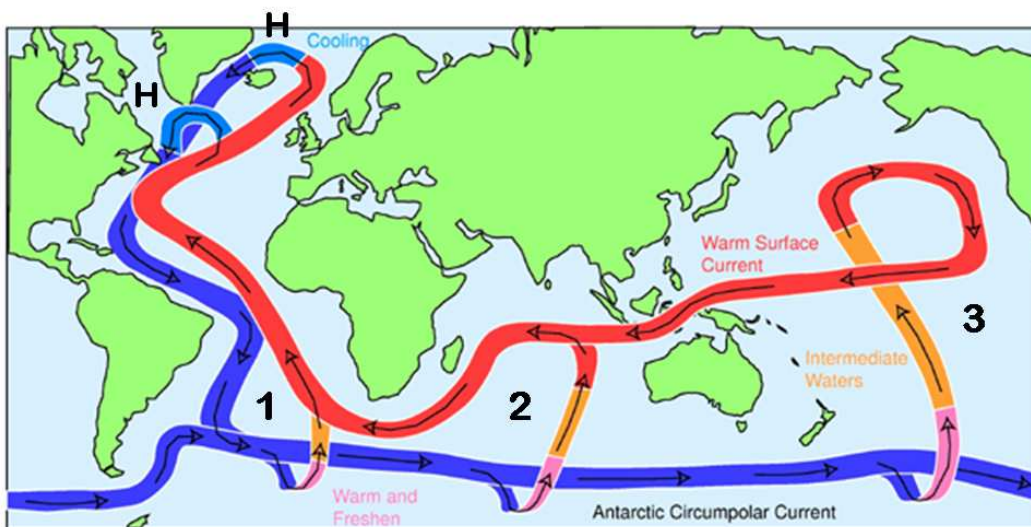 H
Cooling
H
Warm Surface
Current
3
Intermediate
Waters
1
2
Warm and
Freshen
Antarctic Circumpolar Current